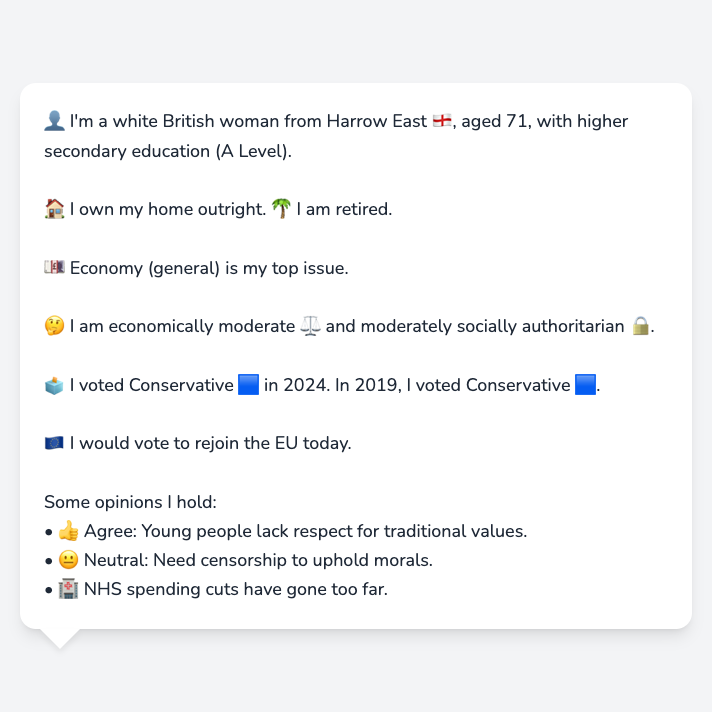 👤 I'm a white British woman from Harrow East 🏴󠁧󠁢󠁥󠁮󠁧󠁿, aged 71, with higher
secondary education (A Level).
🏠 I own my home outright. 🌴 I am retired.
💷 Economy (general) is my top issue.
🤔 I am economically moderate ⚖️ and moderately socially authoritarian 🔒.
🗳️ I voted Conservative 🟦 in 2024. In 2019, I voted Conservative 🟦.
🇪🇺 I would vote to rejoin the EU today.
Some opinions I hold:
• 👍 Agree: Young people lack respect for traditional values.
• 😐 Neutral: Need censorship to uphold morals.
• 🏥 NHS spending cuts have gone too far.